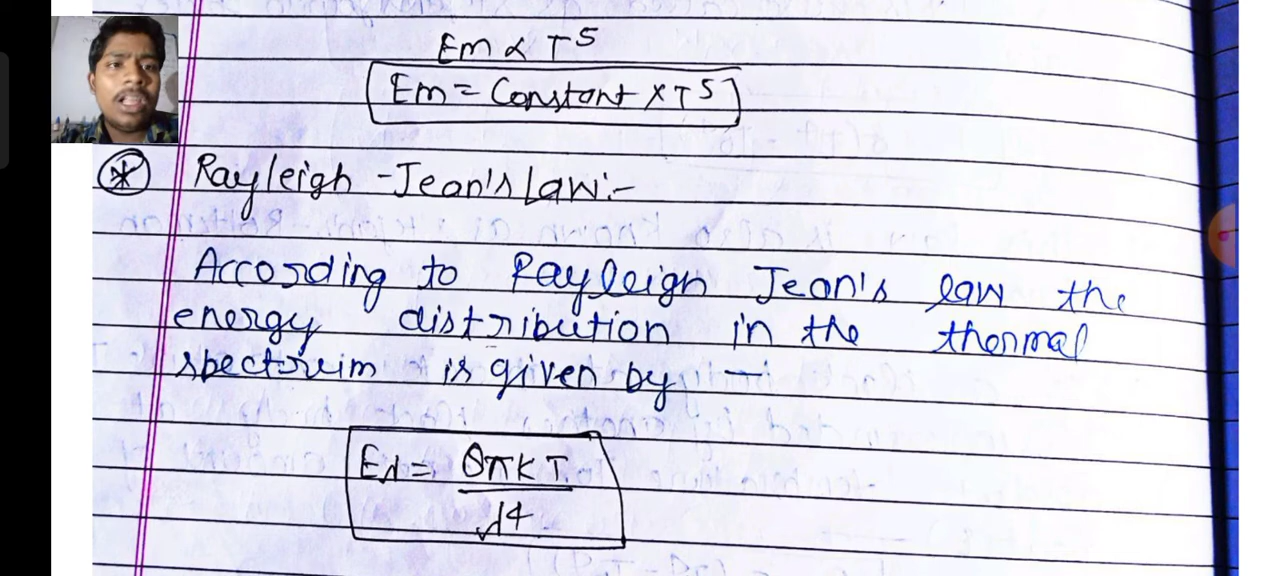 Em ∝ T⁵
Em = Constant × T⁵
Rayleigh - Jean's Law:-
According to Rayleigh Jean's law the
energy distribution in the thermal
spectrum is given by —
Eλ = 8πKT / λ⁴